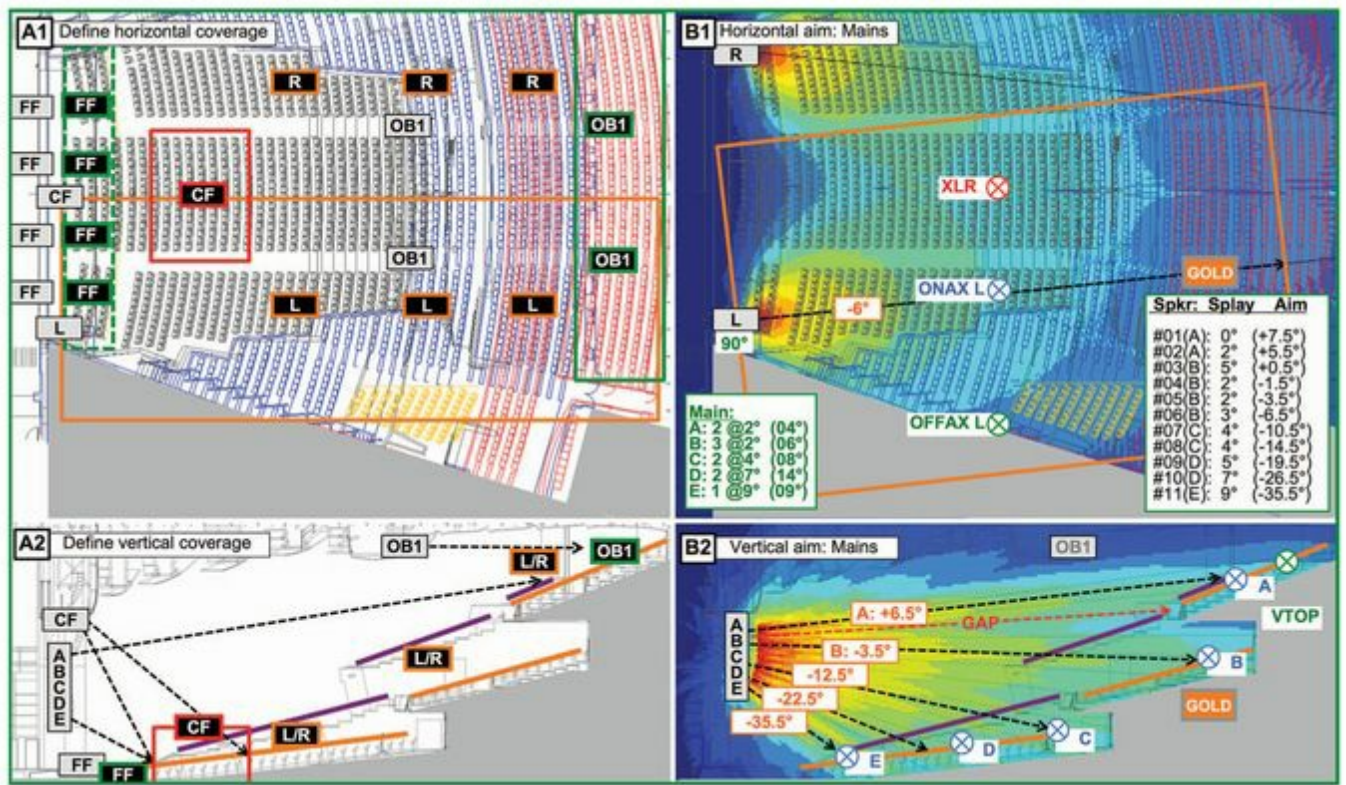 A1 Define horizontal coverage
R R R
FF FF
OB1 OB1
FF FF
CF CF
FF FF
OB1 OB1
FF FF
L L L
L
B1 Horizontal aim: Mains
R
XLR
GOLD
ONAX L
-6°
L
90°
OFFAX L
Main:
A: 2 @2° (04°)
B: 3 @2° (06°)
C: 2 @4° (08°)
D: 2 @7° (14°)
E: 1 @9° (09°)
Spkr: Splay Aim
#01(A): 0° (+7.5°)
#02(A): 2° (+5.5°)
#03(B): 5° (+0.5°)
#04(B): 2° (-1.5°)
#05(B): 2° (-3.5°)
#06(B): 3° (-6.5°)
#07(C): 4° (-10.5°)
#08(C): 4° (-14.5°)
#09(D): 5° (-19.5°)
#10(D): 7° (-26.5°)
#11(E): 9° (-35.5°)
A2 Define vertical coverage
OB1 OB1
L/R
CF
A
B
C
D
E
L/R
CF
L/R
FF
FF
B2 Vertical aim: Mains
OB1
A
VTOP
A: +6.5°
GAP
A
B
C
D
E
B: -3.5°
B
-12.5°
-22.5°
GOLD
-35.5°
C
D
E